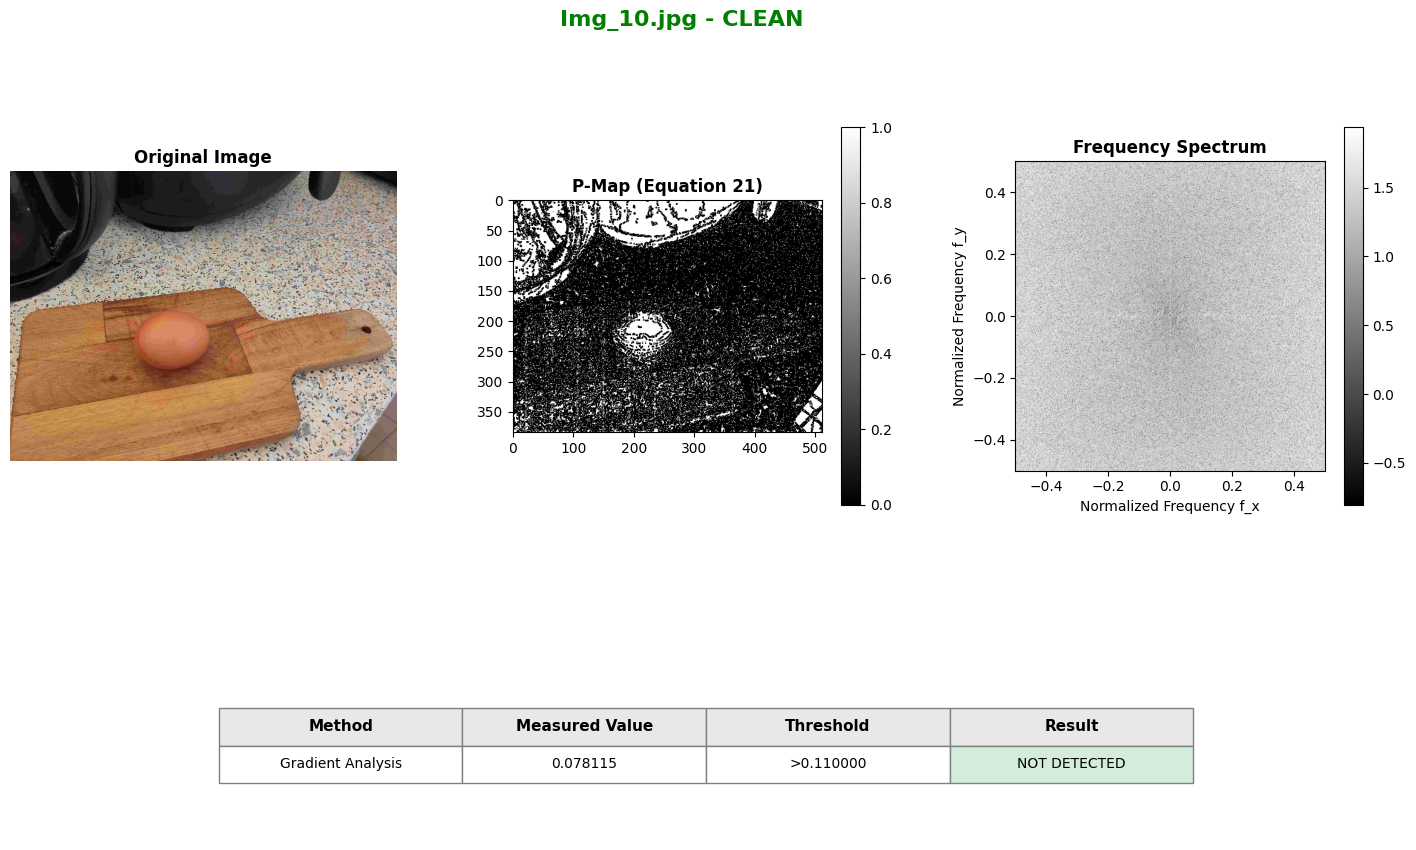 Img_10.jpg - CLEAN
Original Image
P-Map (Equation 21)
0
50
100
150
200
250
300
350
0 100 200 300 400 500
1.0
0.8
0.6
0.4
0.2
0.0
Frequency Spectrum
Normalized Frequency f_y
0.4
0.2
0.0
−0.2
−0.4
−0.4 −0.2 0.0 0.2 0.4
Normalized Frequency f_x
1.5
1.0
0.5
0.0
−0.5
Method Measured Value Threshold Result
Gradient Analysis 0.078115 >0.110000 NOT DETECTED